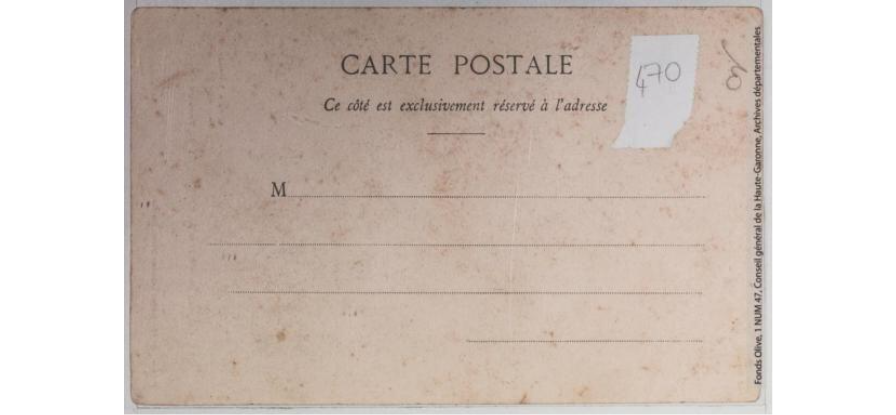 CARTE POSTALE
Ce côté est exclusivement réservé à l'adresse
M
470
Fonds Olive, 1 NUM 47, Conseil général de la Haute-Garonne, Archives départementales